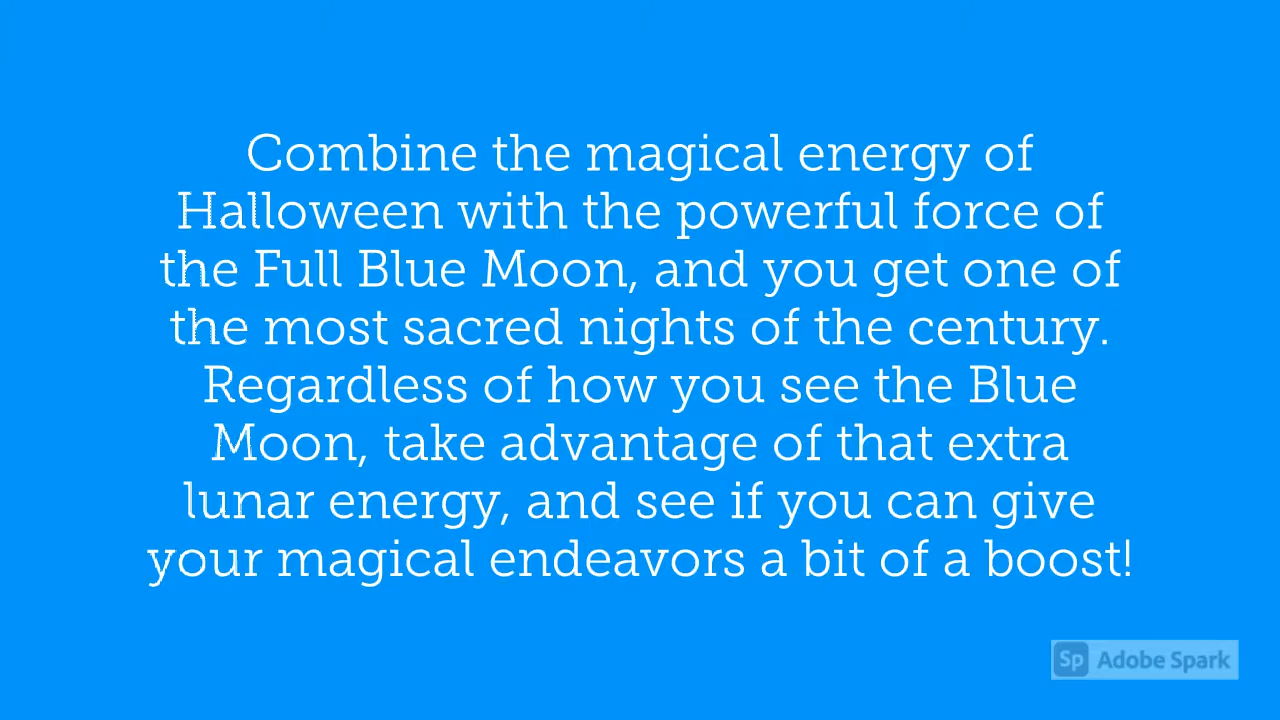 Combine the magical energy of
Halloween with the powerful force of
the Full Blue Moon, and you get one of
the most sacred nights of the century.
Regardless of how you see the Blue
Moon, take advantage of that extra
lunar energy, and see if you can give
your magical endeavors a bit of a boost!
Sp Adobe Spark